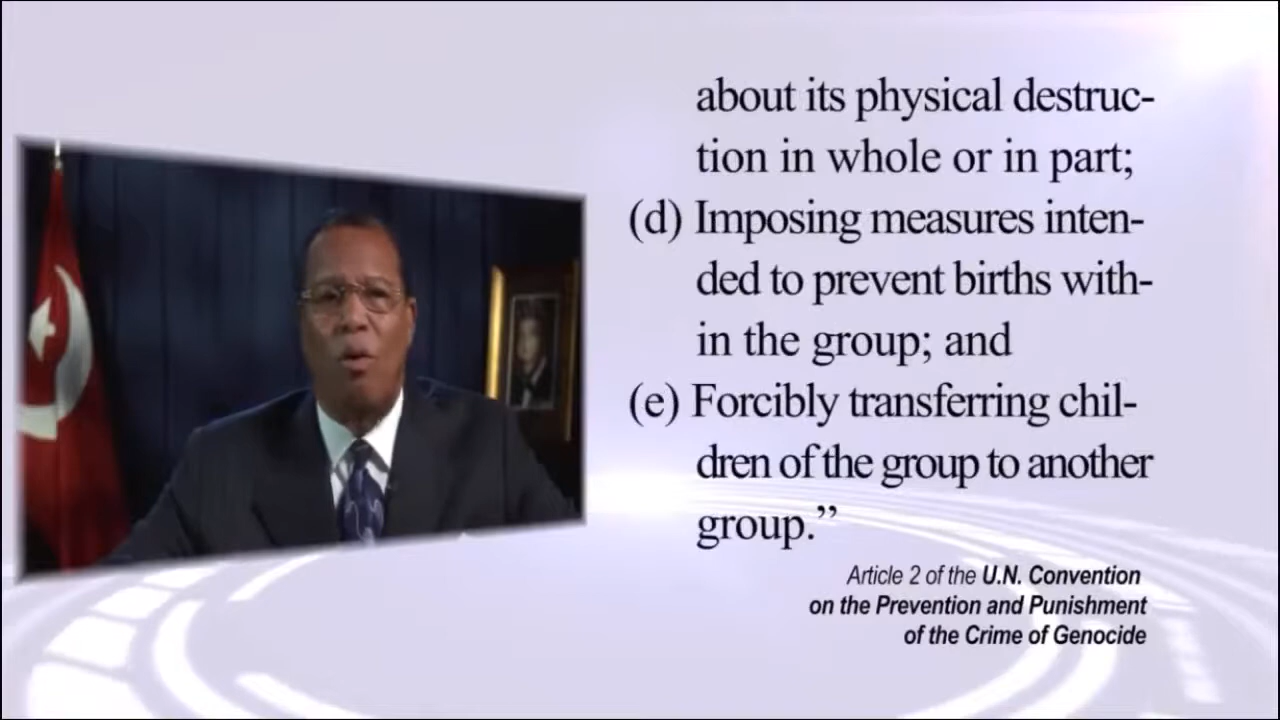 about its physical destruc-
tion in whole or in part;
(d) Imposing measures inten-
ded to prevent births with-
in the group; and
(e) Forcibly transferring chil-
dren of the group to another
group.”
Article 2 of the U.N. Convention
on the Prevention and Punishment
of the Crime of Genocide